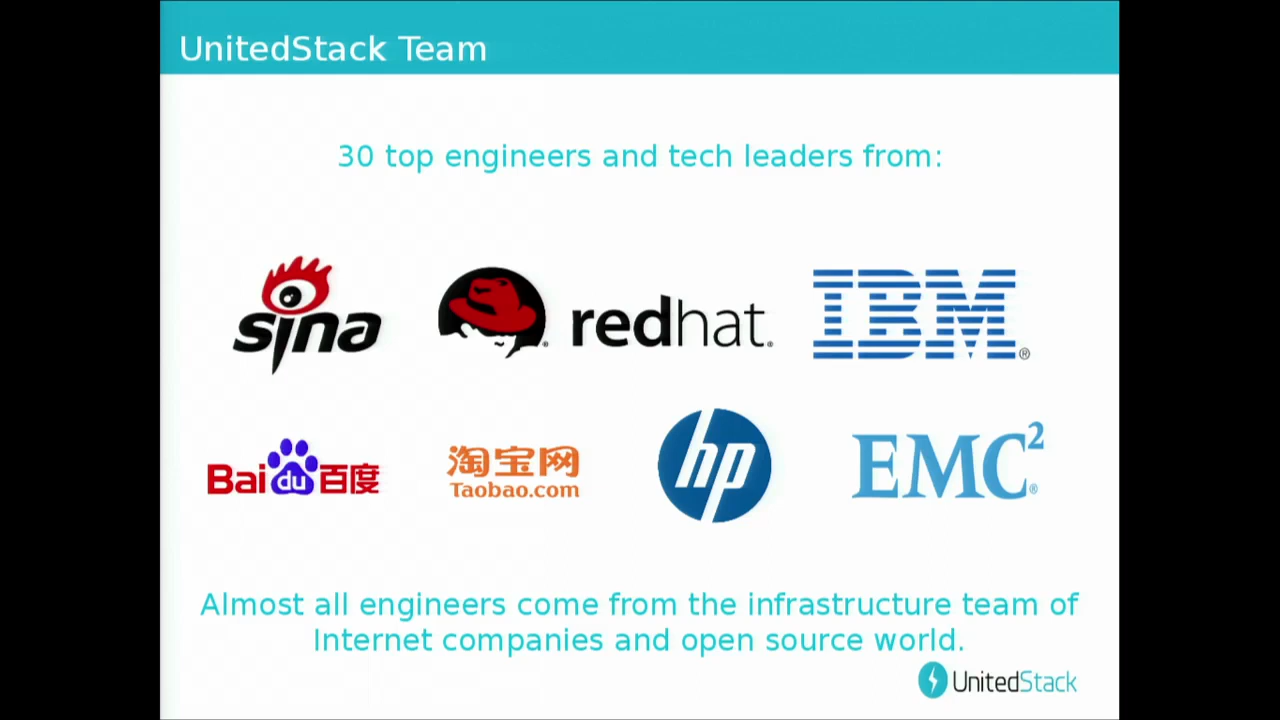 UnitedStack Team
30 top engineers and tech leaders from:
sina
redhat®
IBM®
Baidu百度
淘宝网
Taobao.com
hp
EMC²®
Almost all engineers come from the infrastructure team of
Internet companies and open source world.
UnitedStack